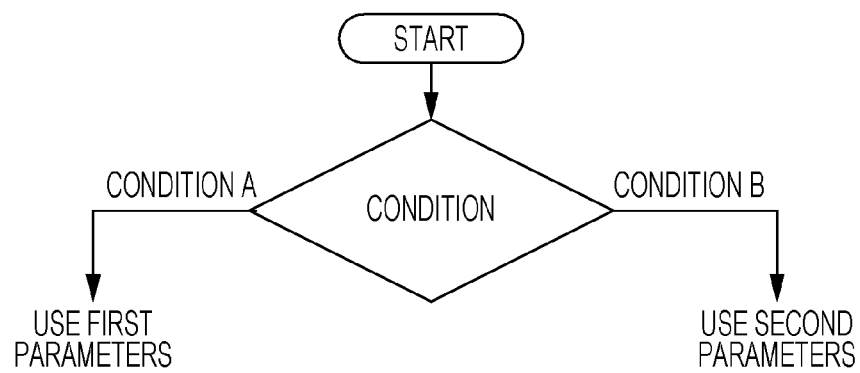 START
CONDITION A
CONDITION
CONDITION B
USE FIRST
PARAMETERS
USE SECOND
PARAMETERS